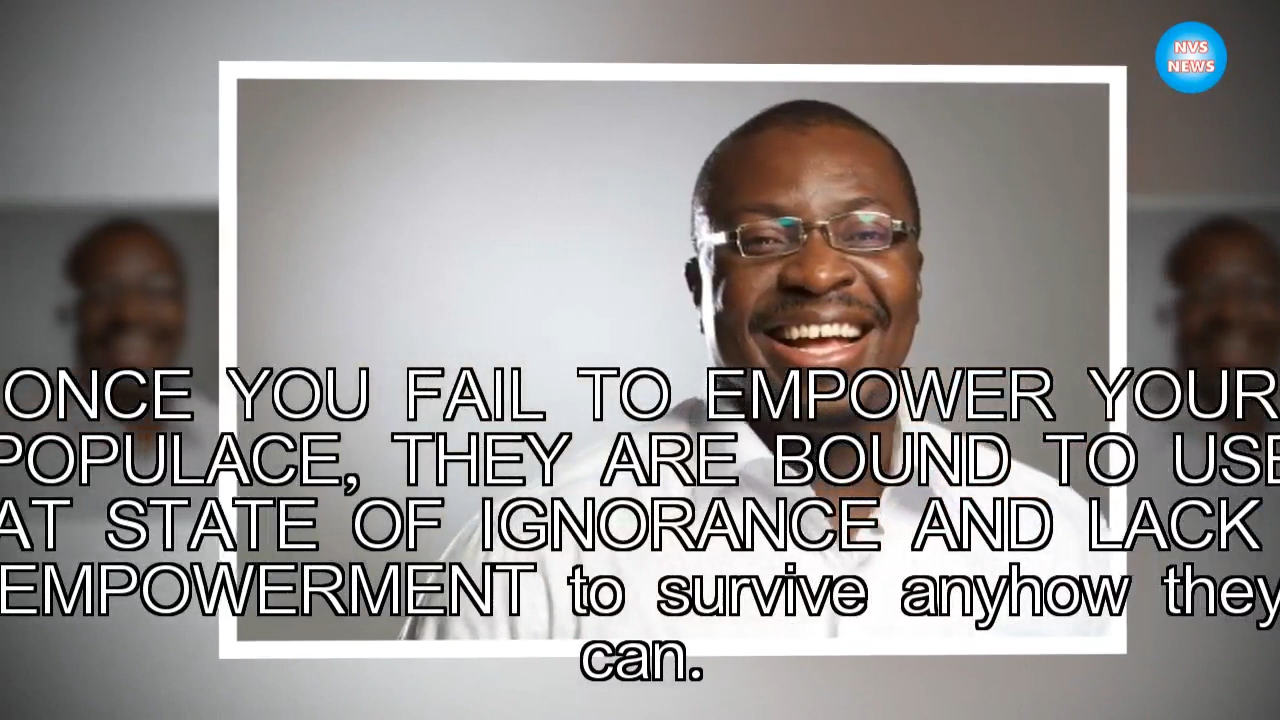 NVS
NEWS
ONCE YOU FAIL TO EMPOWER YOUR
POPULACE, THEY ARE BOUND TO USE
AT STATE OF IGNORANCE AND LACK
EMPOWERMENT to survive anyhow they
can.